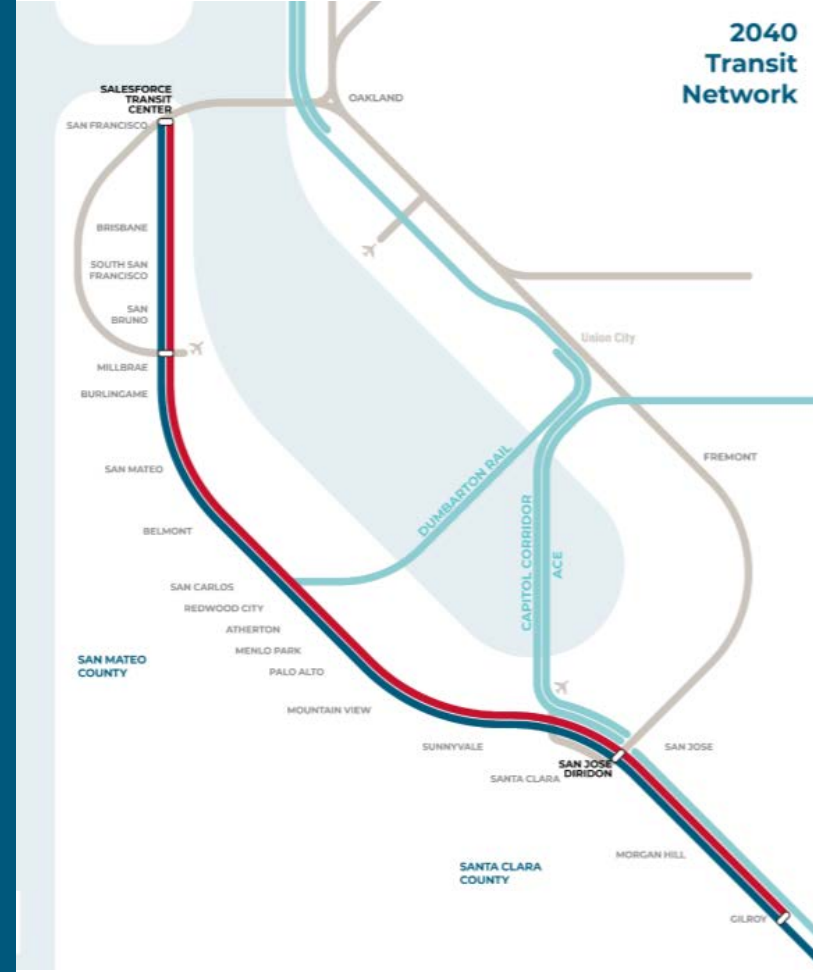 2040
Transit
Network
SALESFORCE
TRANSIT
CENTER
SAN FRANCISCO
OAKLAND
BRISBANE
SOUTH SAN
FRANCISCO
SAN
BRUNO
MILLBRAE
BURLINGAME
Union City
SAN MATEO
FREMONT
BELMONT
DUMBARTON RAIL
CAPITOL CORRIDOR
ACE
SAN CARLOS
REDWOOD CITY
ATHERTON
MENLO PARK
PALO ALTO
SAN MATEO
COUNTY
MOUNTAIN VIEW
SUNNYVALE
SAN JOSE
SAN JOSE
DIRIDON
SANTA CLARA
MORGAN HILL
SANTA CLARA
COUNTY
GILROY